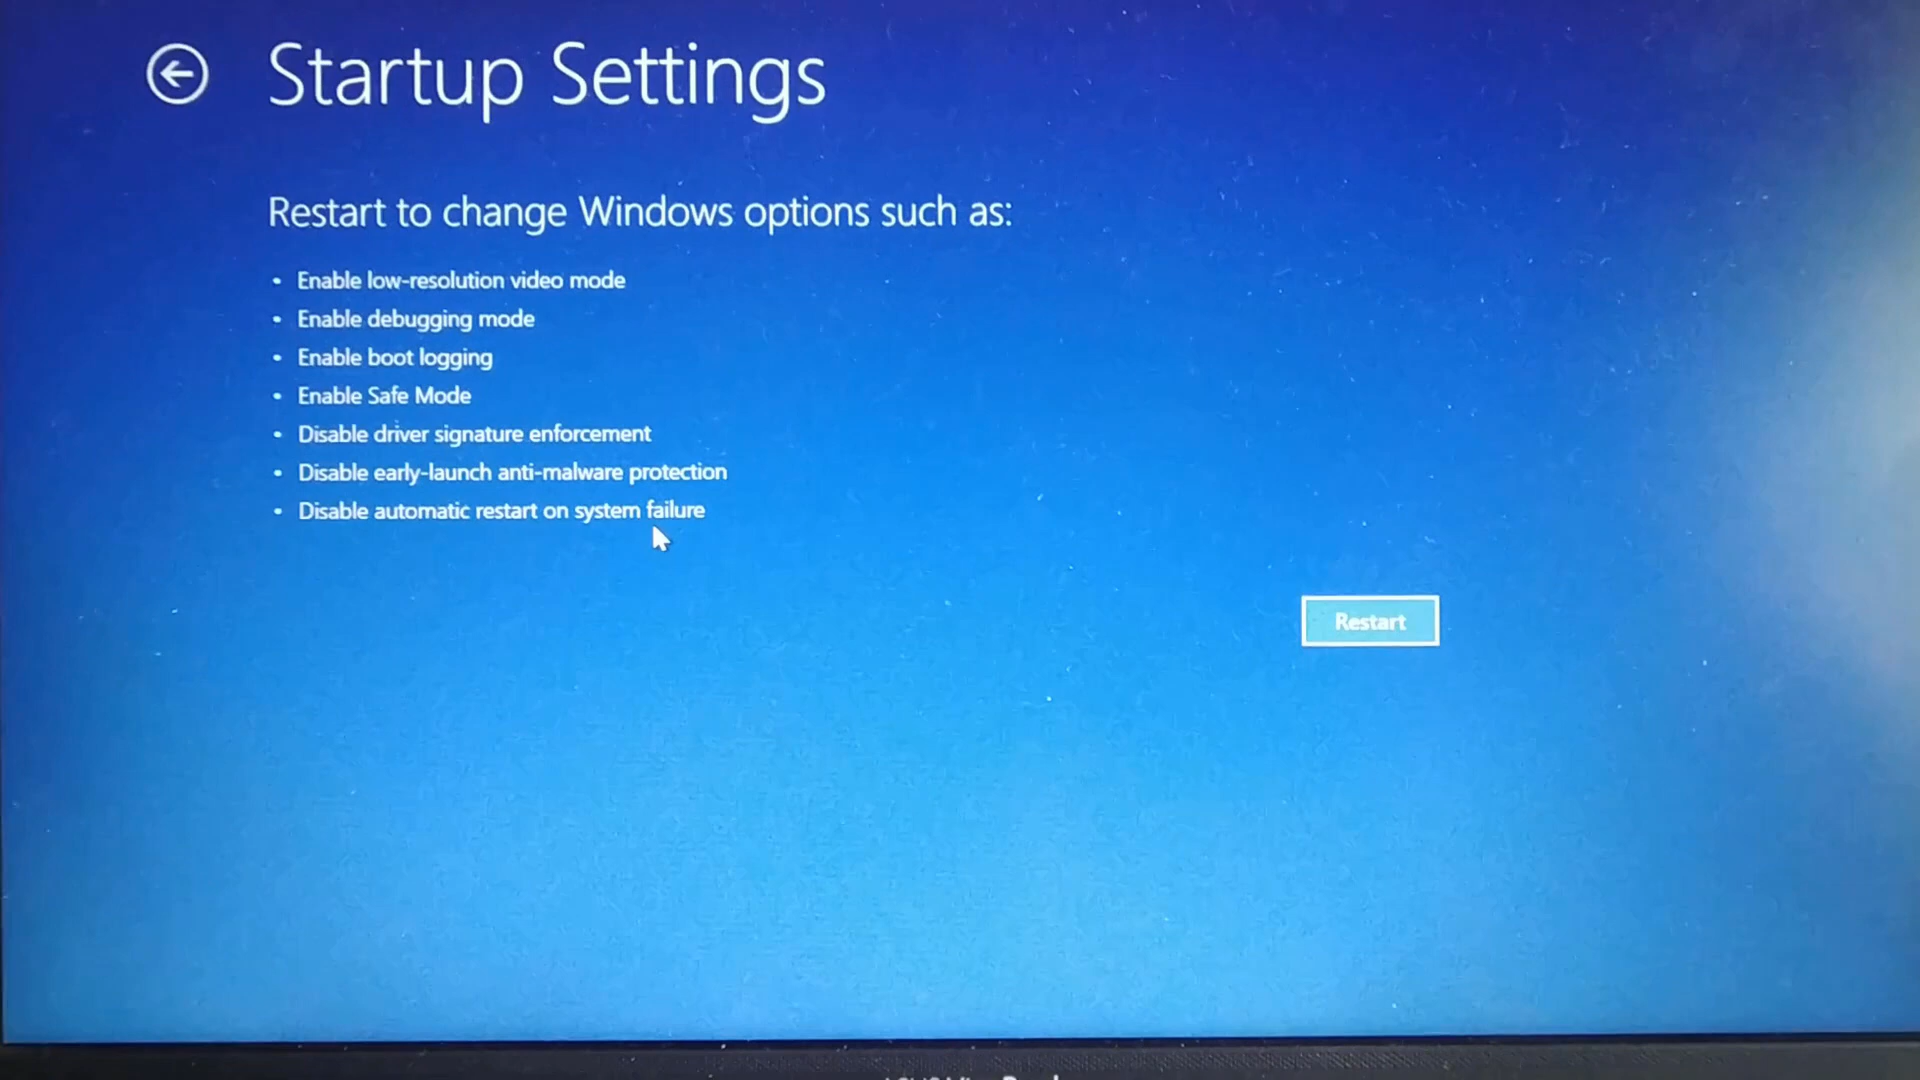 Startup Settings
Restart to change Windows options such as:
• Enable low-resolution video mode
• Enable debugging mode
• Enable boot logging
• Enable Safe Mode
• Disable driver signature enforcement
• Disable early-launch anti-malware protection
• Disable automatic restart on system failure
Restart